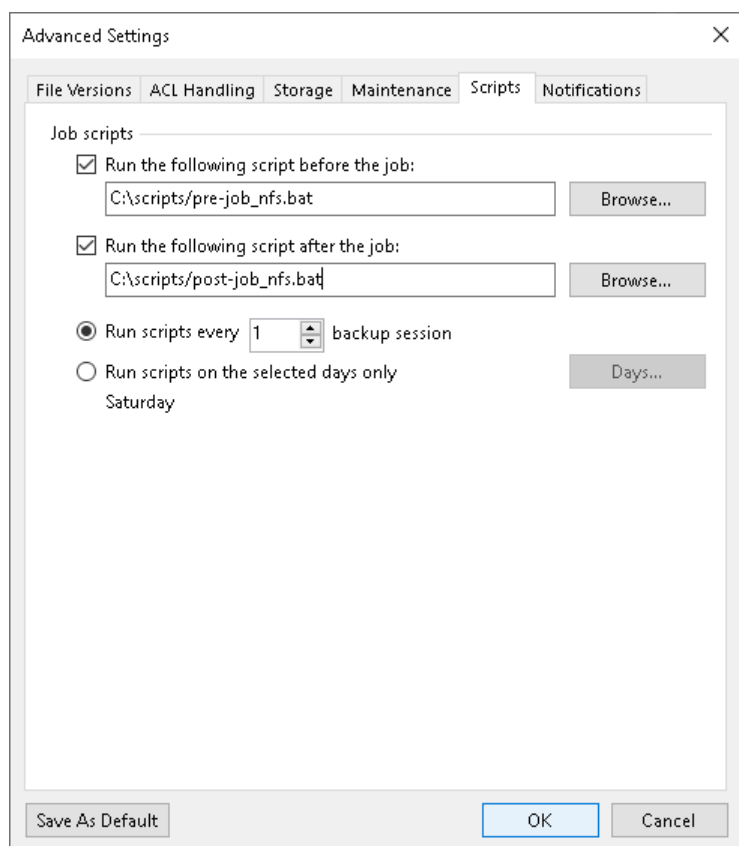 Advanced Settings
File Versions ACL Handling Storage Maintenance Scripts Notifications
Job scripts
Run the following script before the job:
C:\scripts/pre-job_nfs.bat Browse...
Run the following script after the job:
C:\scripts/post-job_nfs.bat Browse...
Run scripts every 1 backup session
Run scripts on the selected days only Days...
Saturday
Save As Default OK Cancel